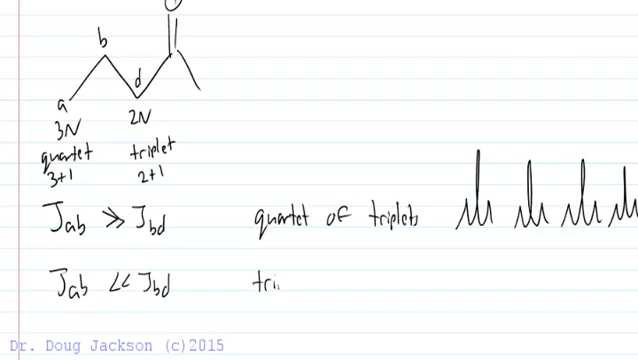 O
b
d
a
3N 2N
quartet triplet
3+1 2+1
Jab >> Jbd quartet of triplets
Jab << Jbd tri
Dr. Doug Jackson (c)2015